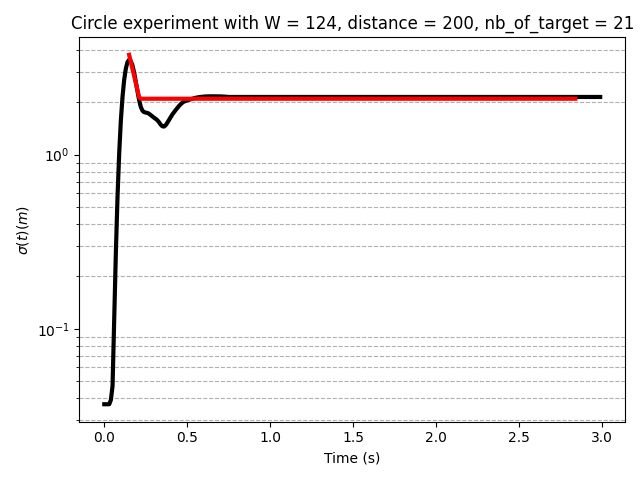 Circle experiment with W = 124, distance = 200, nb_of_target = 21
σ(t)(m)
10⁰
10⁻¹
0.0 0.5 1.0 1.5 2.0 2.5 3.0
Time (s)